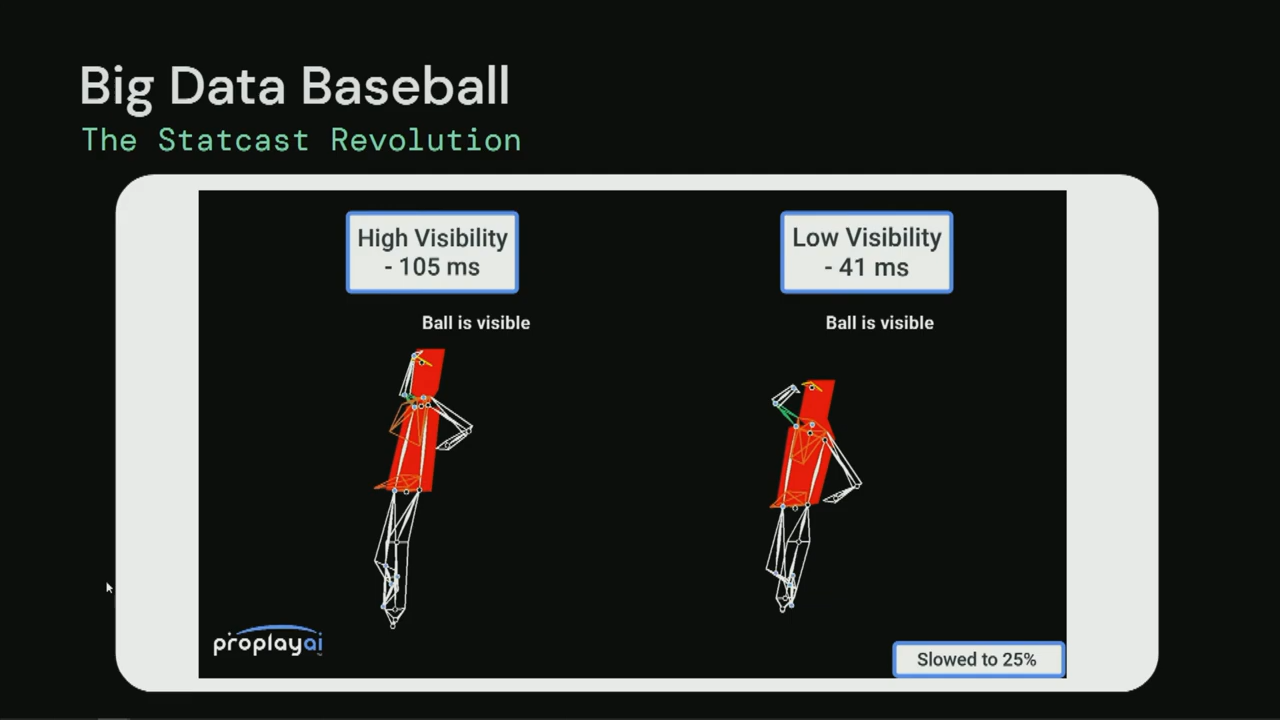 Big Data Baseball
The Statcast Revolution
High Visibility
- 105 ms
Low Visibility
- 41 ms
Ball is visible
Ball is visible
proplayai
Slowed to 25%